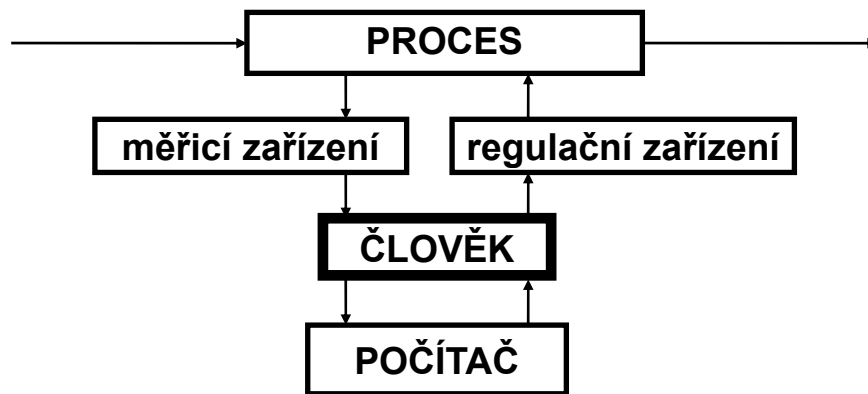 PROCES
měřicí zařízení
regulační zařízení
ČLOVĚK
POČÍTAČ